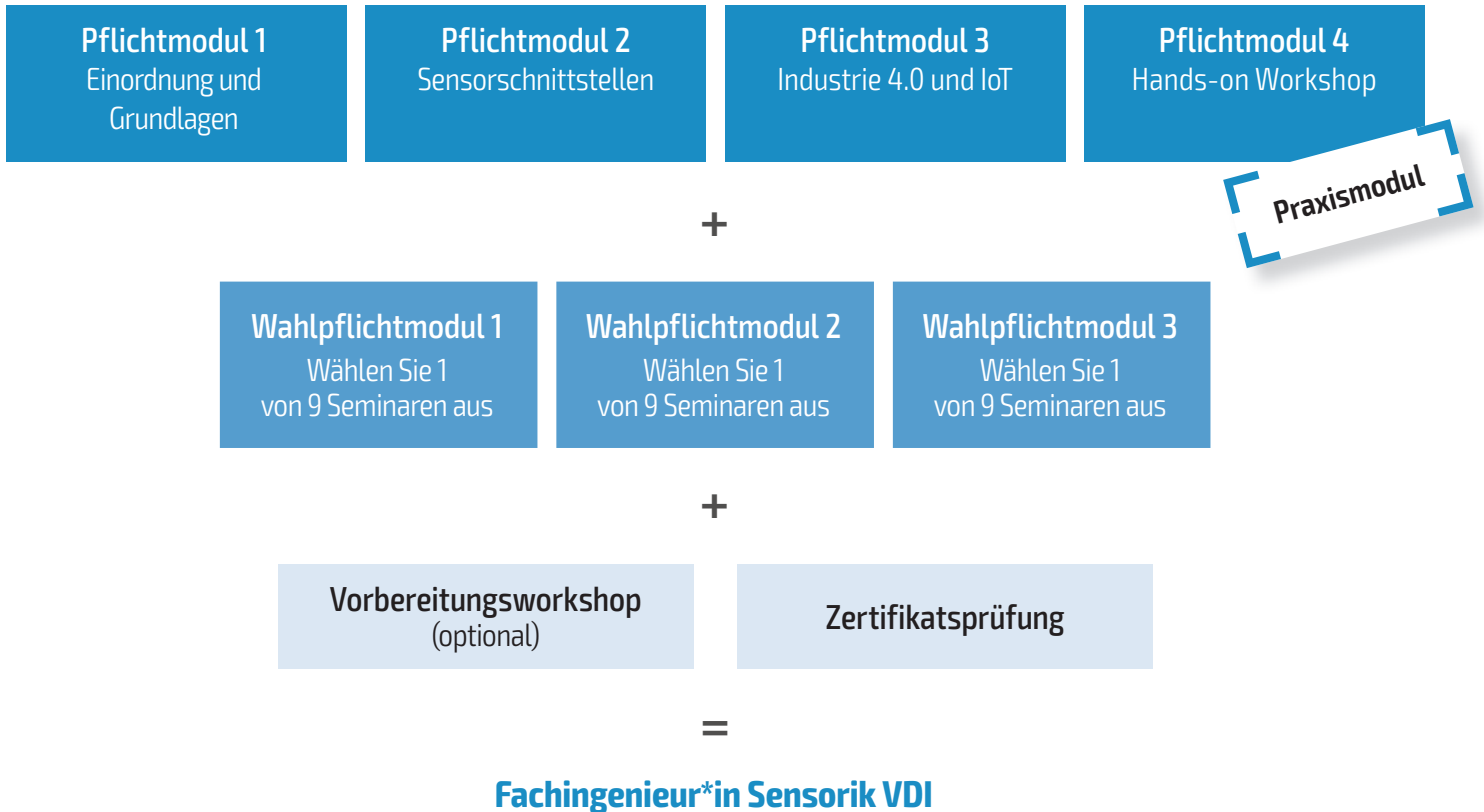 Pflichtmodul 1
Einordnung und
Grundlagen
Pflichtmodul 2
Sensorschnittstellen
Pflichtmodul 3
Industrie 4.0 und IoT
Pflichtmodul 4
Hands-on Workshop
Praxismodul
+
Wahlpflichtmodul 1
Wählen Sie 1
von 9 Seminaren aus
Wahlpflichtmodul 2
Wählen Sie 1
von 9 Seminaren aus
Wahlpflichtmodul 3
Wählen Sie 1
von 9 Seminaren aus
+
Vorbereitungsworkshop
(optional)
Zertifikatsprüfung
=
Fachingenieur*in Sensorik VDI